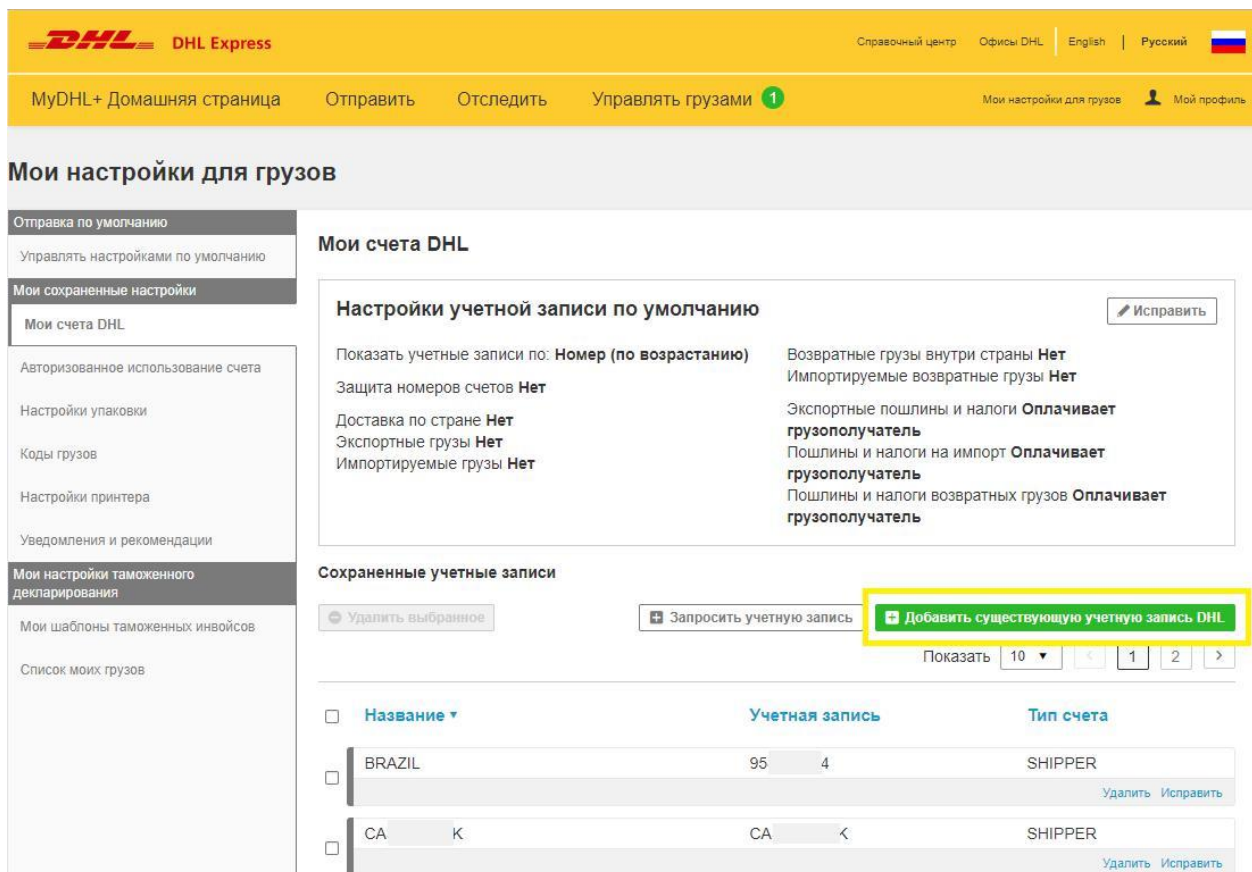 DHL DHL Express
Справочный центр Офисы DHL English | Русский
MyDHL+ Домашняя страница Отправить Отследить Управлять грузами 1 Мои настройки для грузов Мой профиль
Мои настройки для грузов
Отправка по умолчанию
Управлять настройками по умолчанию
Мои сохраненные настройки
Мои счета DHL
Авторизованное использование счета
Настройки упаковки
Коды грузов
Настройки принтера
Уведомления и рекомендации
Мои настройки таможенного
декларирования
Мои шаблоны таможенных инвойсов
Список моих грузов
Мои счета DHL
Настройки учетной записи по умолчанию
Исправить
Показать учетные записи по: Номер (по возрастанию)
Защита номеров счетов Нет
Доставка по стране Нет
Экспортные грузы Нет
Импортируемые грузы Нет
Возвратные грузы внутри страны Нет
Импортируемые возвратные грузы Нет
Экспортные пошлины и налоги Оплачивает
грузополучатель
Пошлины и налоги на импорт Оплачивает
грузополучатель
Пошлины и налоги возвратных грузов Оплачивает
грузополучатель
Сохраненные учетные записи
Удалить выбранное Запросить учетную запись Добавить существующую учетную запись DHL
Показать 10 1 2
Название Учетная запись Тип счета
BRAZIL 95 4 SHIPPER
Удалить Исправить
CA K CA K SHIPPER
Удалить Исправить